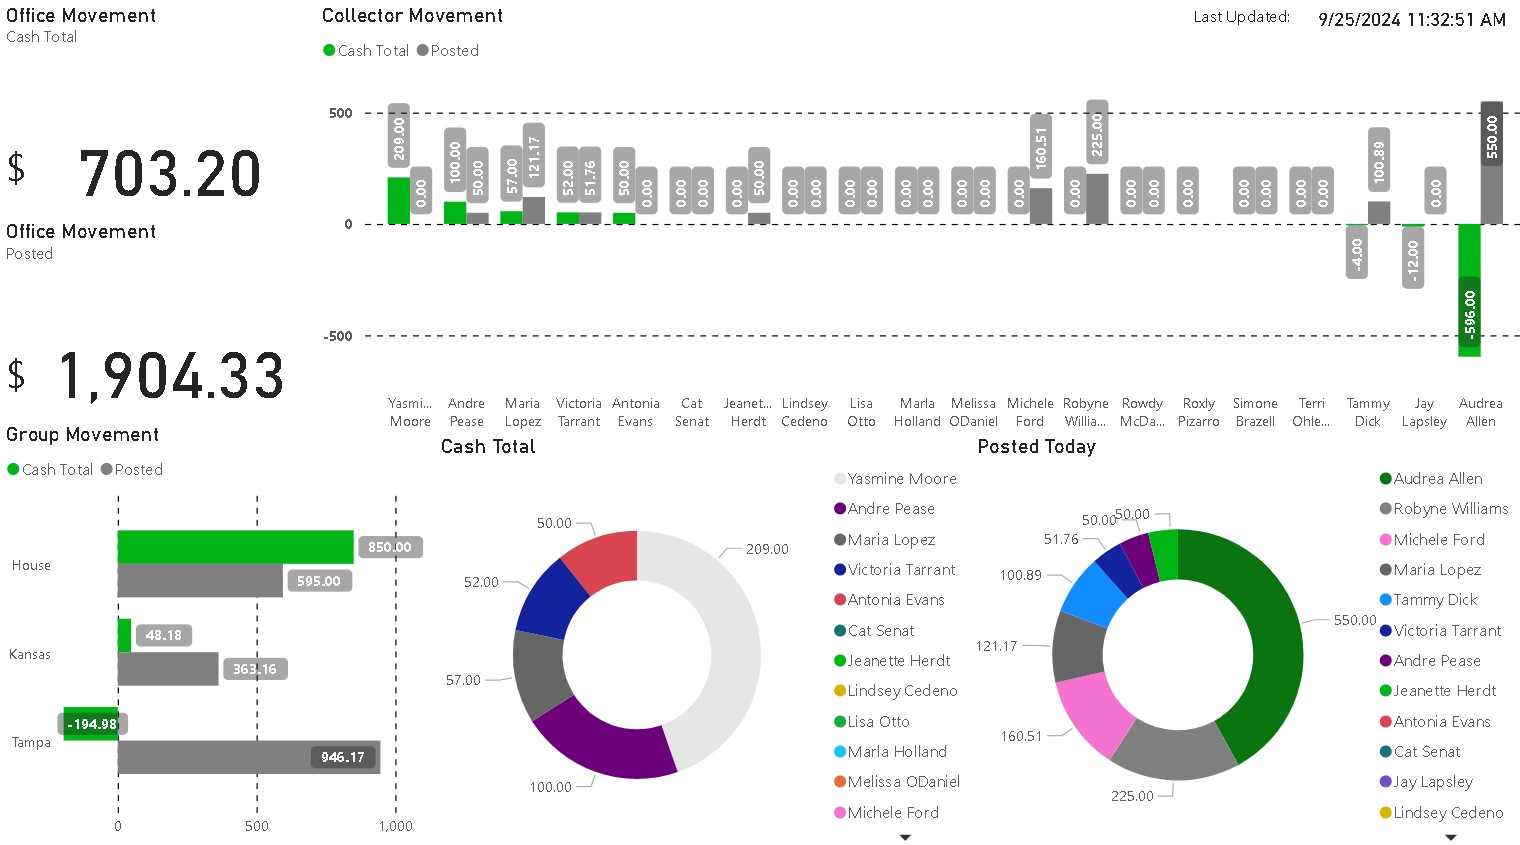 Office Movement
Cash Total
$ 703.20
Office Movement
Posted
$ 1,904.33
Collector Movement
Cash Total Posted
Last Updated: 9/25/2024 11:32:51 AM
500
0
-500
209.00 0.00 100.00 50.00 57.00 121.17 52.00 51.76 50.00 0.00 0.00 0.00 0.00 50.00 0.00 0.00 0.00 0.00 0.00 0.00 0.00 0.00 0.00 160.51 0.00 225.00 0.00 0.00 0.00 0.00 0.00 0.00 0.00 -4.00 100.89 -12.00 0.00 -596.00 550.00
Yasmi... Andre Maria Victoria Antonia Cat Jeanet... Lindsey Lisa Marla Melissa Michele Robyne Rowdy Roxly Simone Terri Tammy Jay Audrea
Moore Pease Lopez Tarrant Evans Senat Herdt Cedeno Otto Holland ODaniel Ford Willia... McDa... Pizarro Brazell Ohle... Dick Lapsley Allen
Group Movement
Cash Total Posted
House
850.00
595.00
Kansas
48.18
363.16
Tampa
-194.98
946.17
0 500 1,000
Cash Total
50.00
209.00
52.00
57.00
100.00
Yasmine Moore
Andre Pease
Maria Lopez
Victoria Tarrant
Antonia Evans
Cat Senat
Jeanette Herdt
Lindsey Cedeno
Lisa Otto
Marla Holland
Melissa ODaniel
Michele Ford
Posted Today
50.00
50.00
51.76
100.89
550.00
121.17
160.51
225.00
Audrea Allen
Robyne Williams
Michele Ford
Maria Lopez
Tammy Dick
Victoria Tarrant
Andre Pease
Jeanette Herdt
Antonia Evans
Cat Senat
Jay Lapsley
Lindsey Cedeno